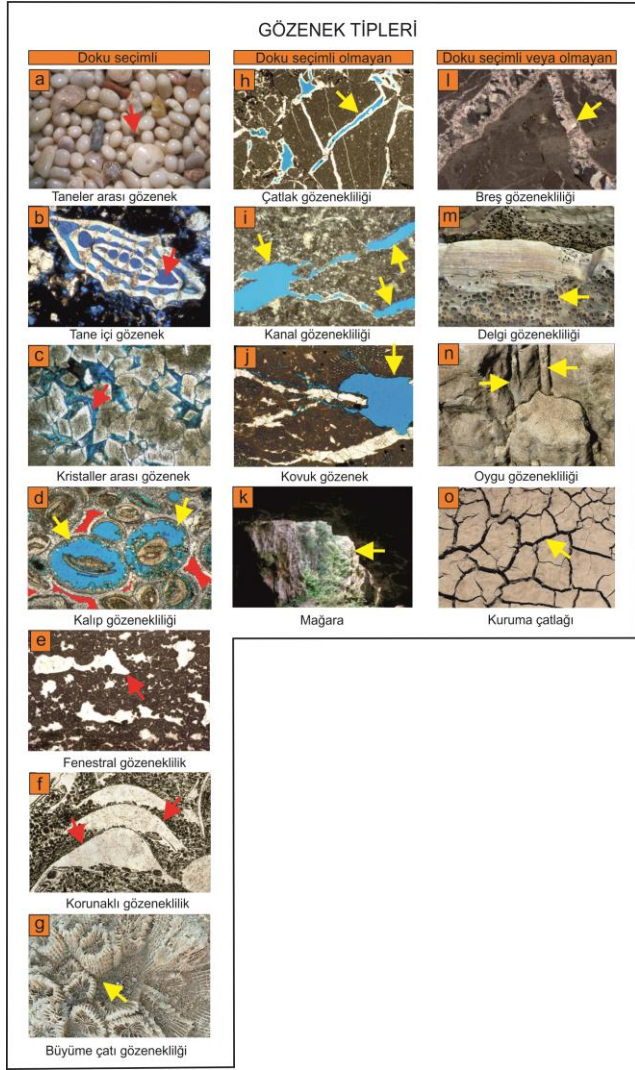 GÖZENEK TİPLERİ
Doku seçimli
a
Taneler arası gözenek
b
Tane içi gözenek
c
Kristaller arası gözenek
d
Kalıp gözenekliliği
e
Fenestral gözeneklilik
f
Korunaklı gözeneklilik
g
Büyüme çatı gözeneklilği
Doku seçimli olmayan
h
Çatlak gözenekliliği
i
Kanal gözenekliliği
j
Kovuk gözenek
k
Mağara
Doku seçimli veya olmayan
l
Breş gözenekliliği
m
Delgi gözenekliliği
n
Oygu gözenekliliği
o
Kuruma çatlağı